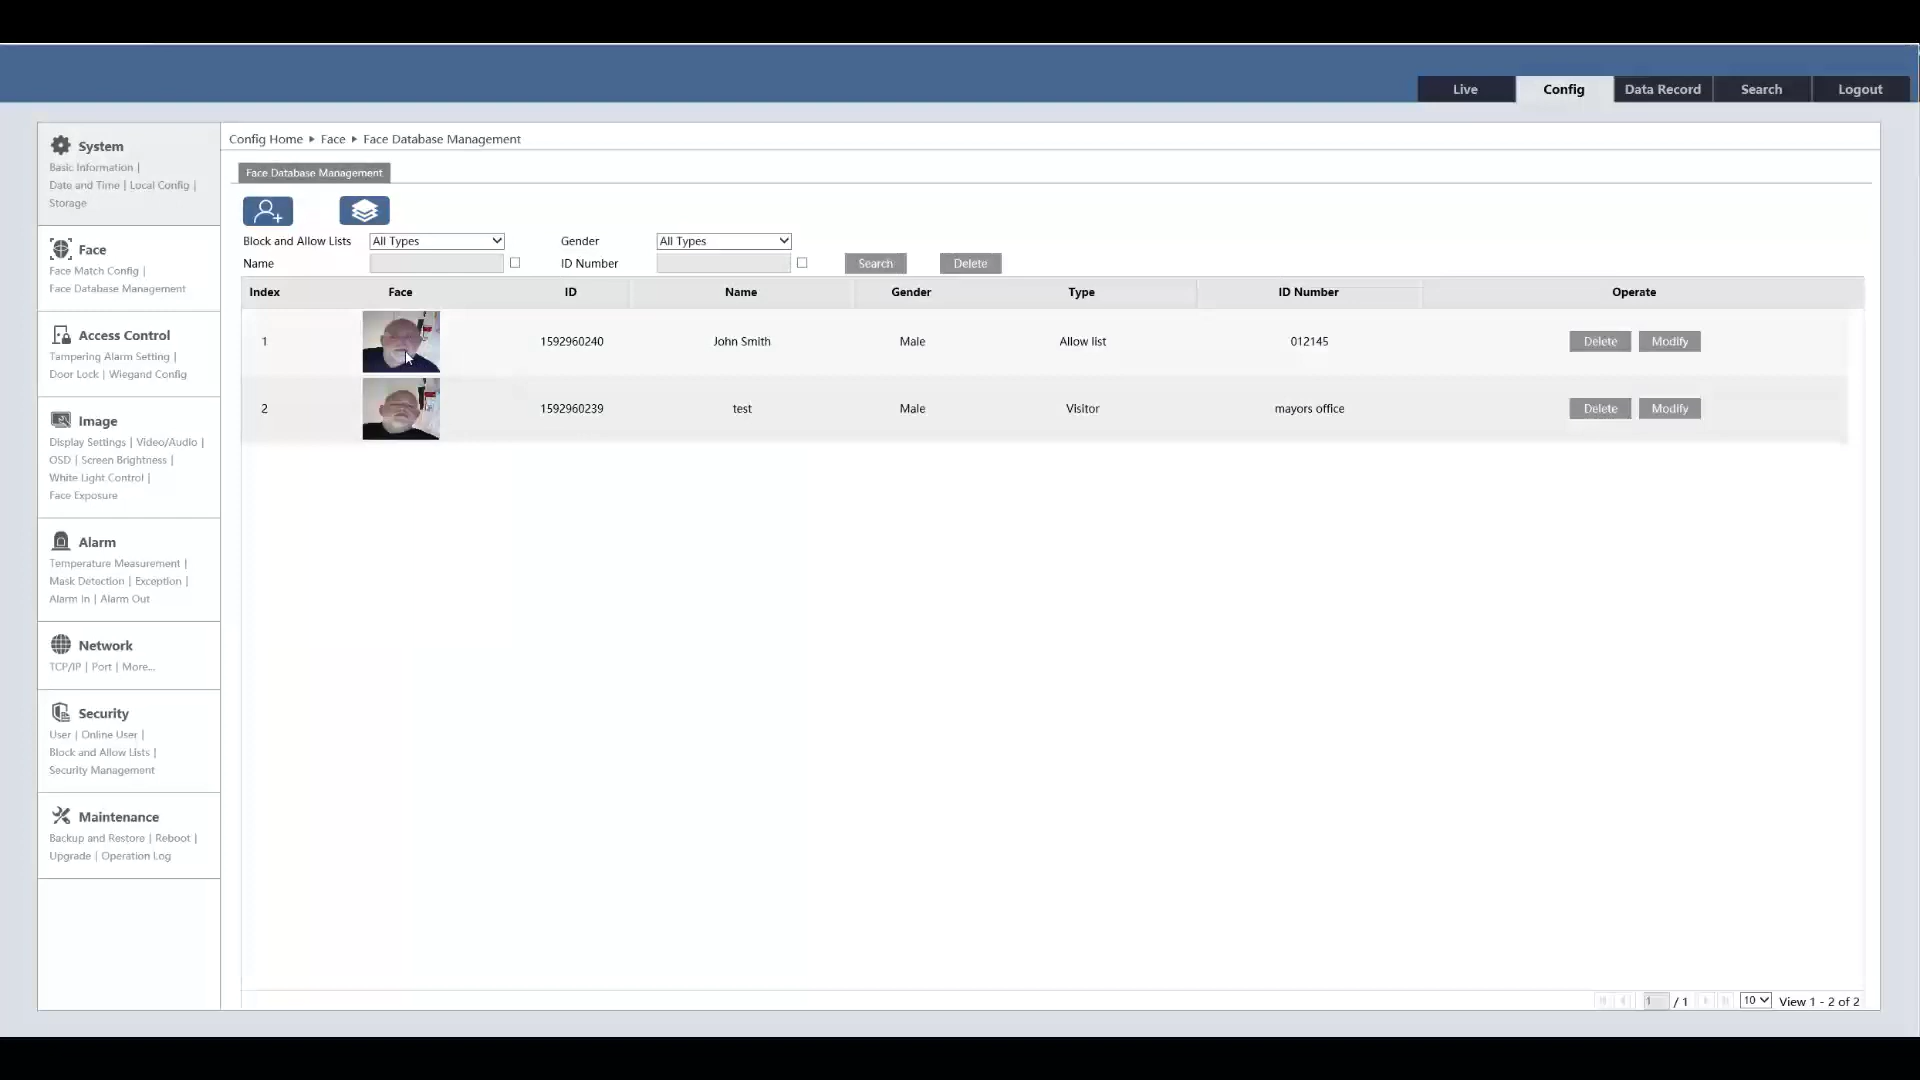 Live Config Data Record Search Logout
System
Basic Information |
Date and Time | Local Config |
Storage
Face
Face Match Config |
Face Database Management
Access Control
Tampering Alarm Setting |
Door Lock | Wiegand Config
Image
Display Settings | Video/Audio |
OSD | Screen Brightness |
White Light Control |
Face Exposure
Alarm
Temperature Measurement |
Mask Detection | Exception |
Alarm In | Alarm Out
Network
TCP/IP | Port | More...
Security
User | Online User |
Block and Allow Lists |
Security Management
Maintenance
Backup and Restore | Reboot |
Upgrade | Operation Log
Config Home ▸ Face ▸ Face Database Management
Face Database Management
Block and Allow Lists All Types Gender All Types
Name ID Number Search Delete
Index Face ID Name Gender Type ID Number Operate
1 1592960240 John Smith Male Allow list 012145 Delete Modify
2 1592960239 test Male Visitor mayors office Delete Modify
1 / 1 10 View 1 - 2 of 2